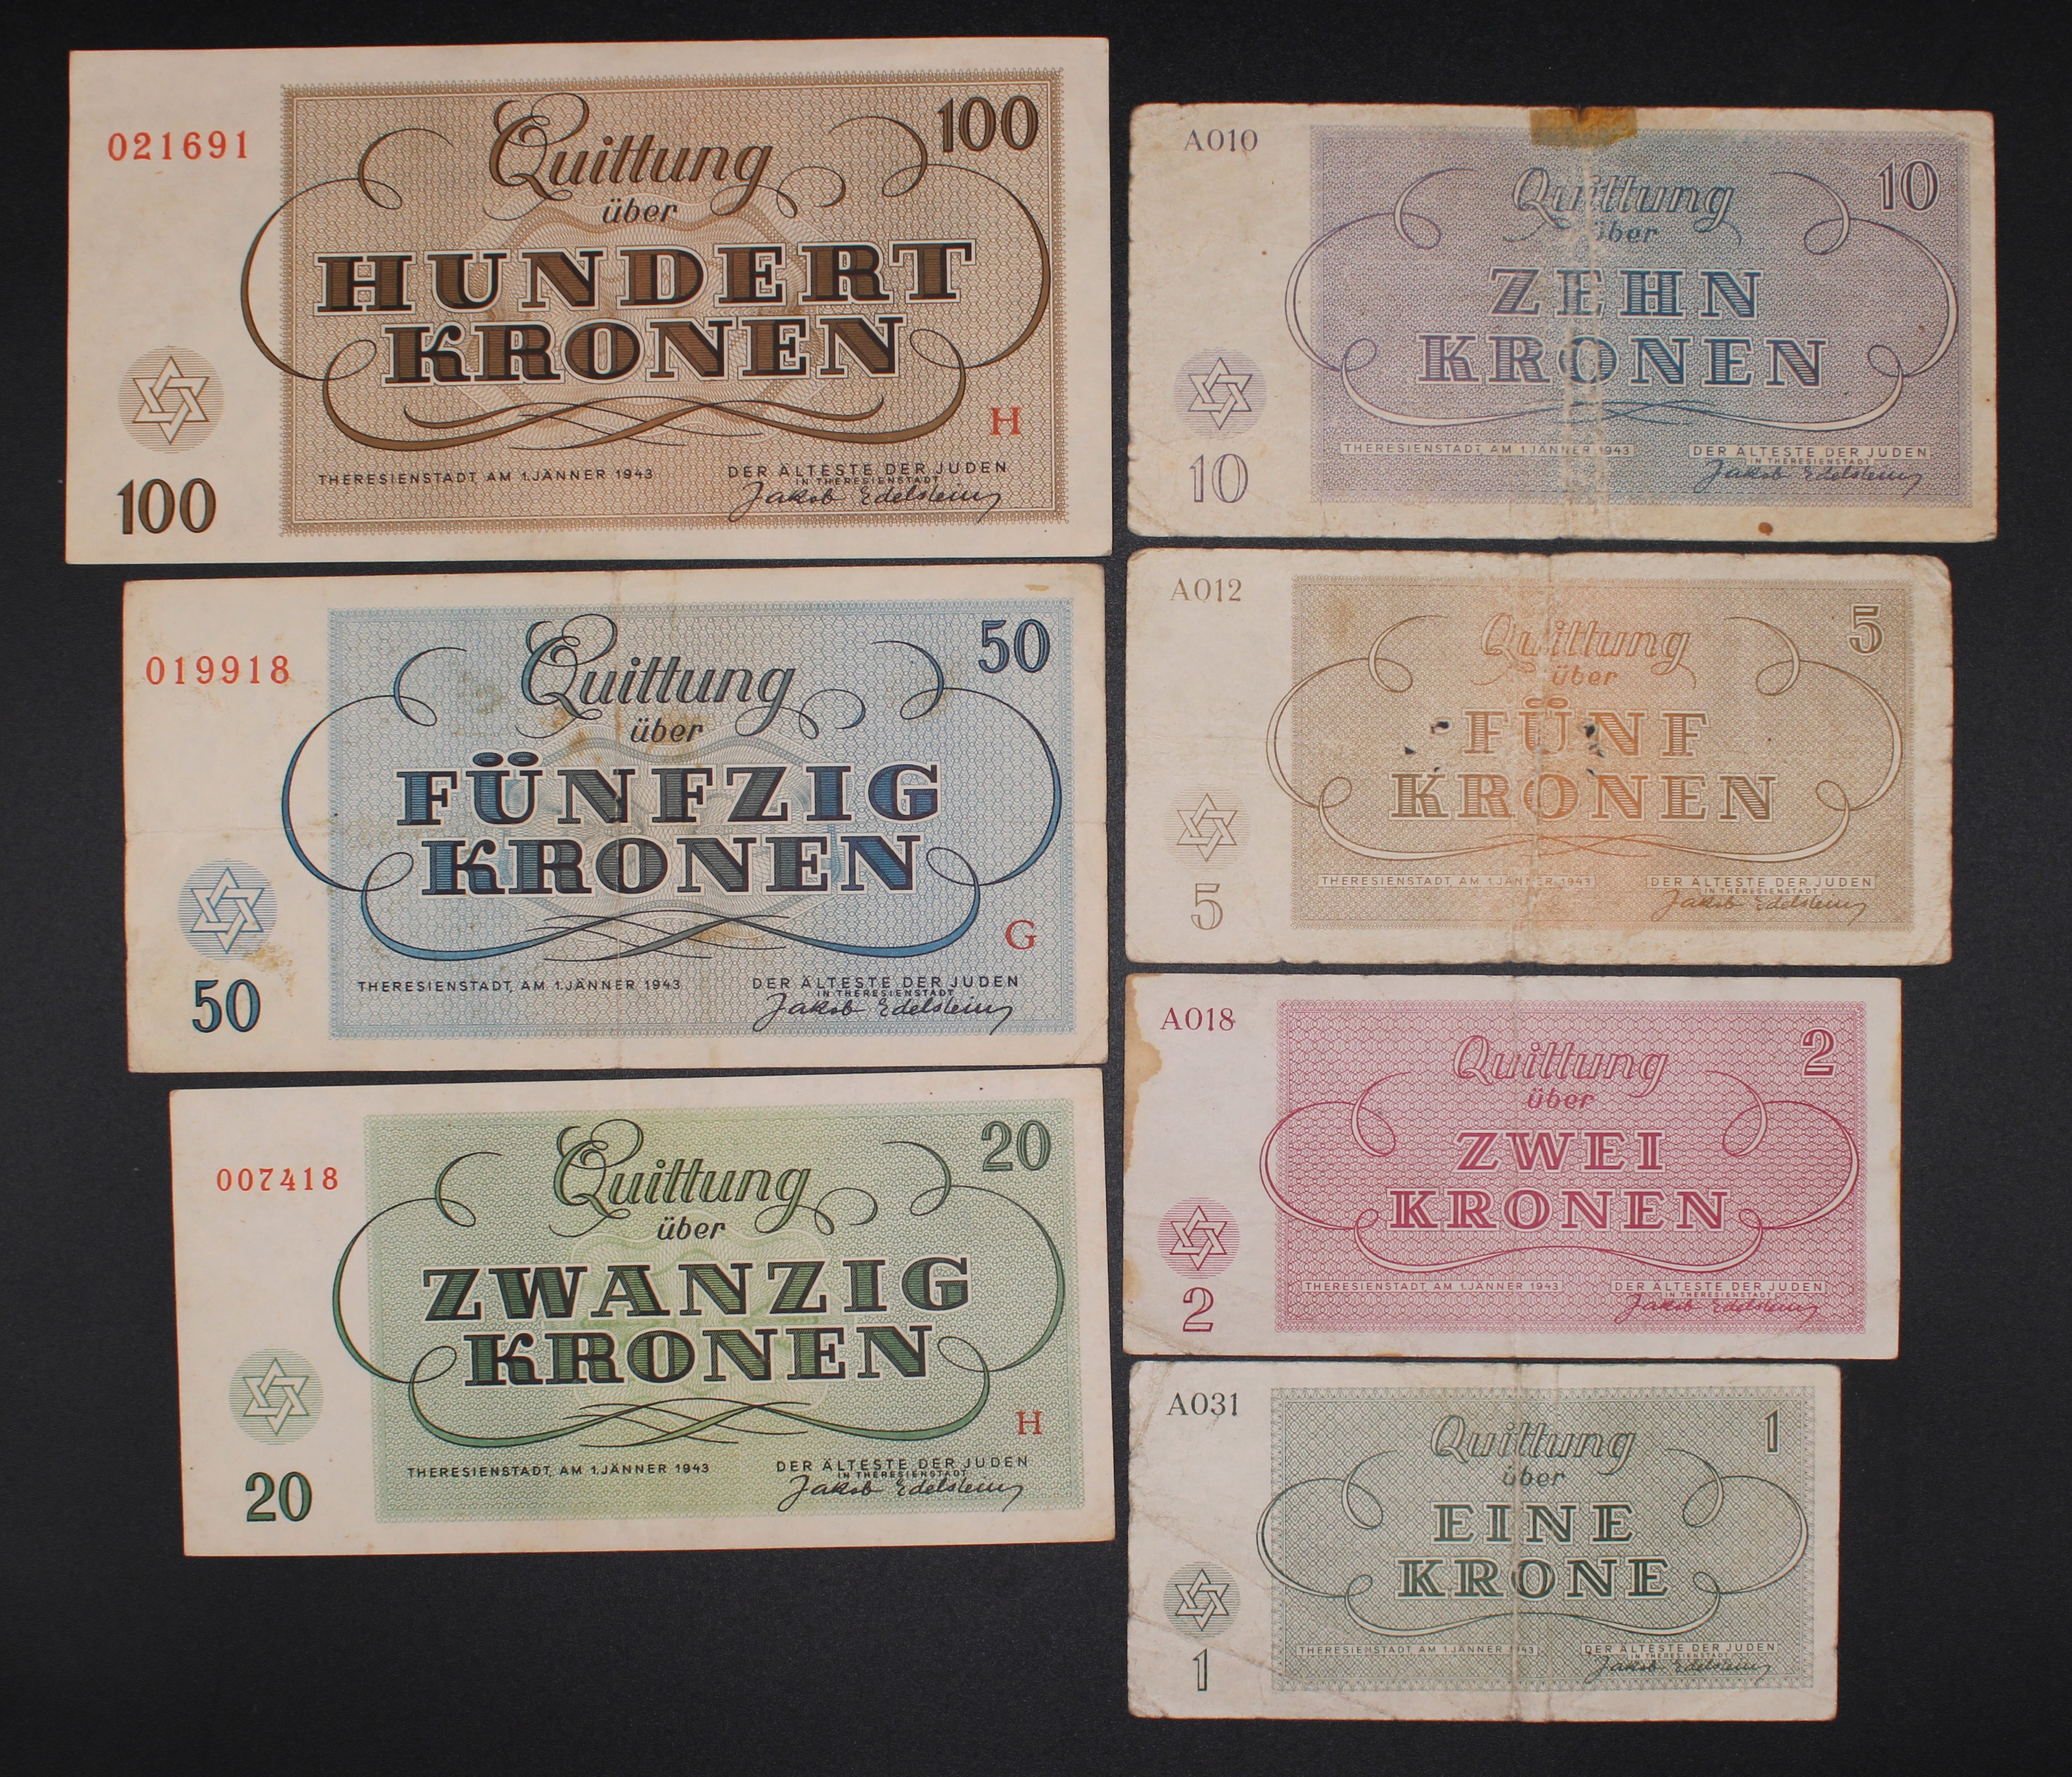 021691
100
Quittung
über
HUNDERT
KRONEN
H
THERESIENSTADT AM 1.JÄNNER 1943
DER ÄLTESTE DER JUDEN
IN THERESIENSTADT
Jakob Edelstein
100
019918
50
Quittung
über
FÜNFZIG
KRONEN
G
THERESIENSTADT, AM 1.JÄNNER 1943
DER ÄLTESTE DER JUDEN
IN THERESIENSTADT
Jakob Edelstein
50
007418
20
Quittung
über
ZWANZIG
KRONEN
H
THERESIENSTADT, AM 1.JÄNNER 1943
DER ÄLTESTE DER JUDEN
IN THERESIENSTADT
Jakob Edelstein
20
A010
10
Quittung
über
ZEHN
KRONEN
THERESIENSTADT AM 1.JÄNNER 1943
DER ÄLTESTE DER JUDEN
IN THERESIENSTADT
Jakob Edelstein
10
A012
5
Quittung
über
FÜNF
KRONEN
THERESIENSTADT AM 1.JÄNNER 1943
DER ÄLTESTE DER JUDEN
IN THERESIENSTADT
Jakob Edelstein
5
A018
2
Quittung
über
ZWEI
KRONEN
THERESIENSTADT AM 1.JÄNNER 1943
DER ÄLTESTE DER JUDEN
IN THERESIENSTADT
Jakob Edelstein
2
A031
1
Quittung
über
EINE
KRONE
THERESIENSTADT AM 1.JÄNNER 1943
DER ÄLTESTE DER JUDEN
IN THERESIENSTADT
Jakob Edelstein
1